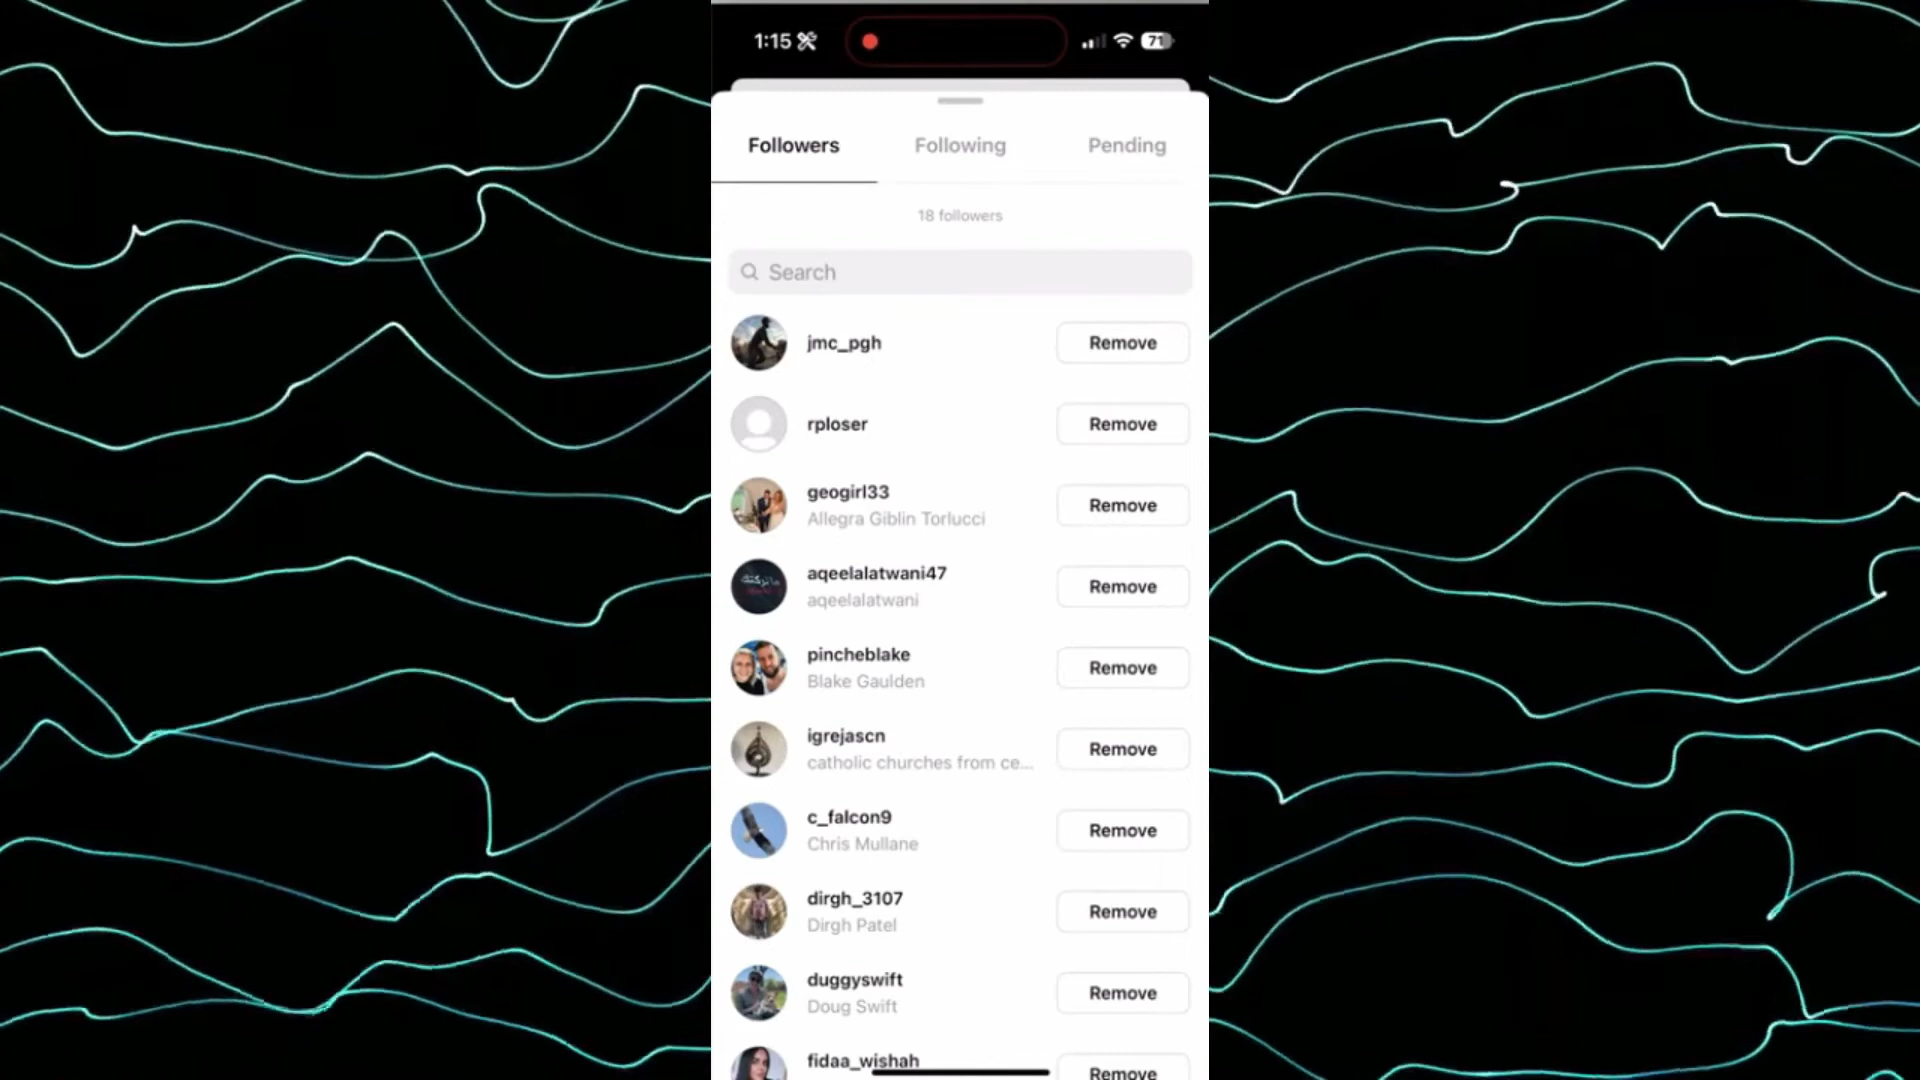 1:15
71
Followers Following Pending
18 followers
Search
jmc_pgh Remove
rploser Remove
geogirl33
Allegra Giblin Torlucci
Remove
aqeelalatwani47
aqeelalatwani
Remove
pincheblake
Blake Gaulden
Remove
igrejascn
catholic churches from ce...
Remove
c_falcon9
Chris Mullane
Remove
dirgh_3107
Dirgh Patel
Remove
duggyswift
Doug Swift
Remove
fidaa_wishah
Remove